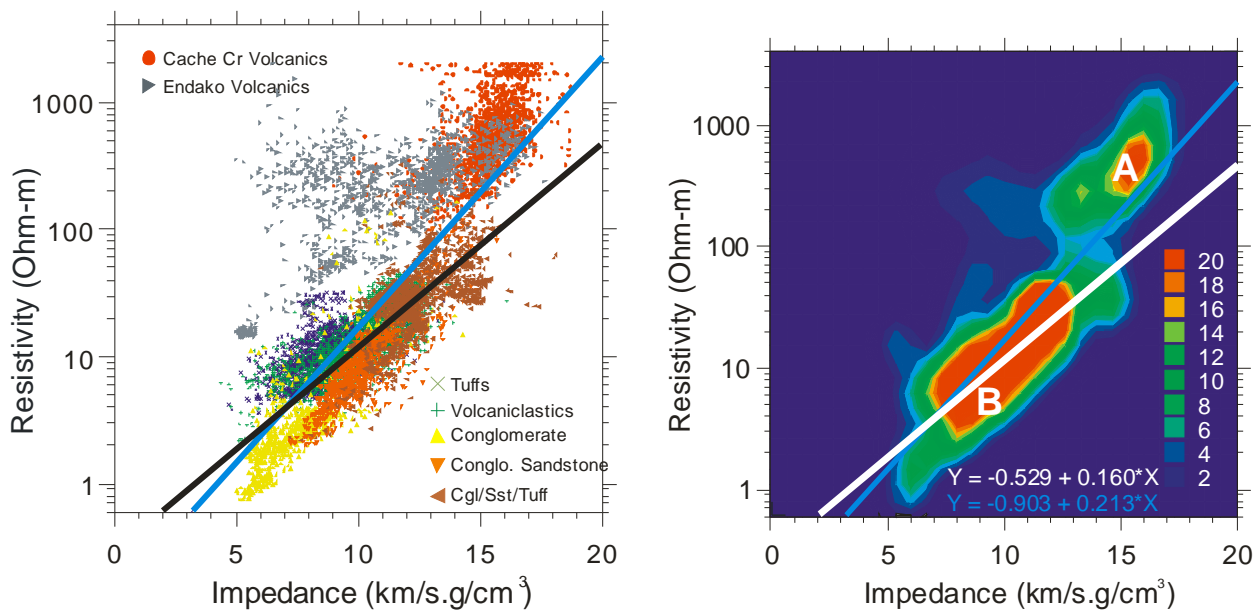 Cache Cr Volcanics
Endako Volcanics
1000
100
10
1
Resistivity (Ohm-m)
Tuffs
Volcaniclastics
Conglomerate
Conglo. Sandstone
Cgl/Sst/Tuff
0 5 10 15 20
Impedance (km/s.g/cm³)
1000
100
10
1
Resistivity (Ohm-m)
A
B
20
18
16
14
12
10
8
6
4
2
Y = -0.529 + 0.160*X
Y = -0.903 + 0.213*X
0 5 10 15 20
Impedance (km/s.g/cm³)